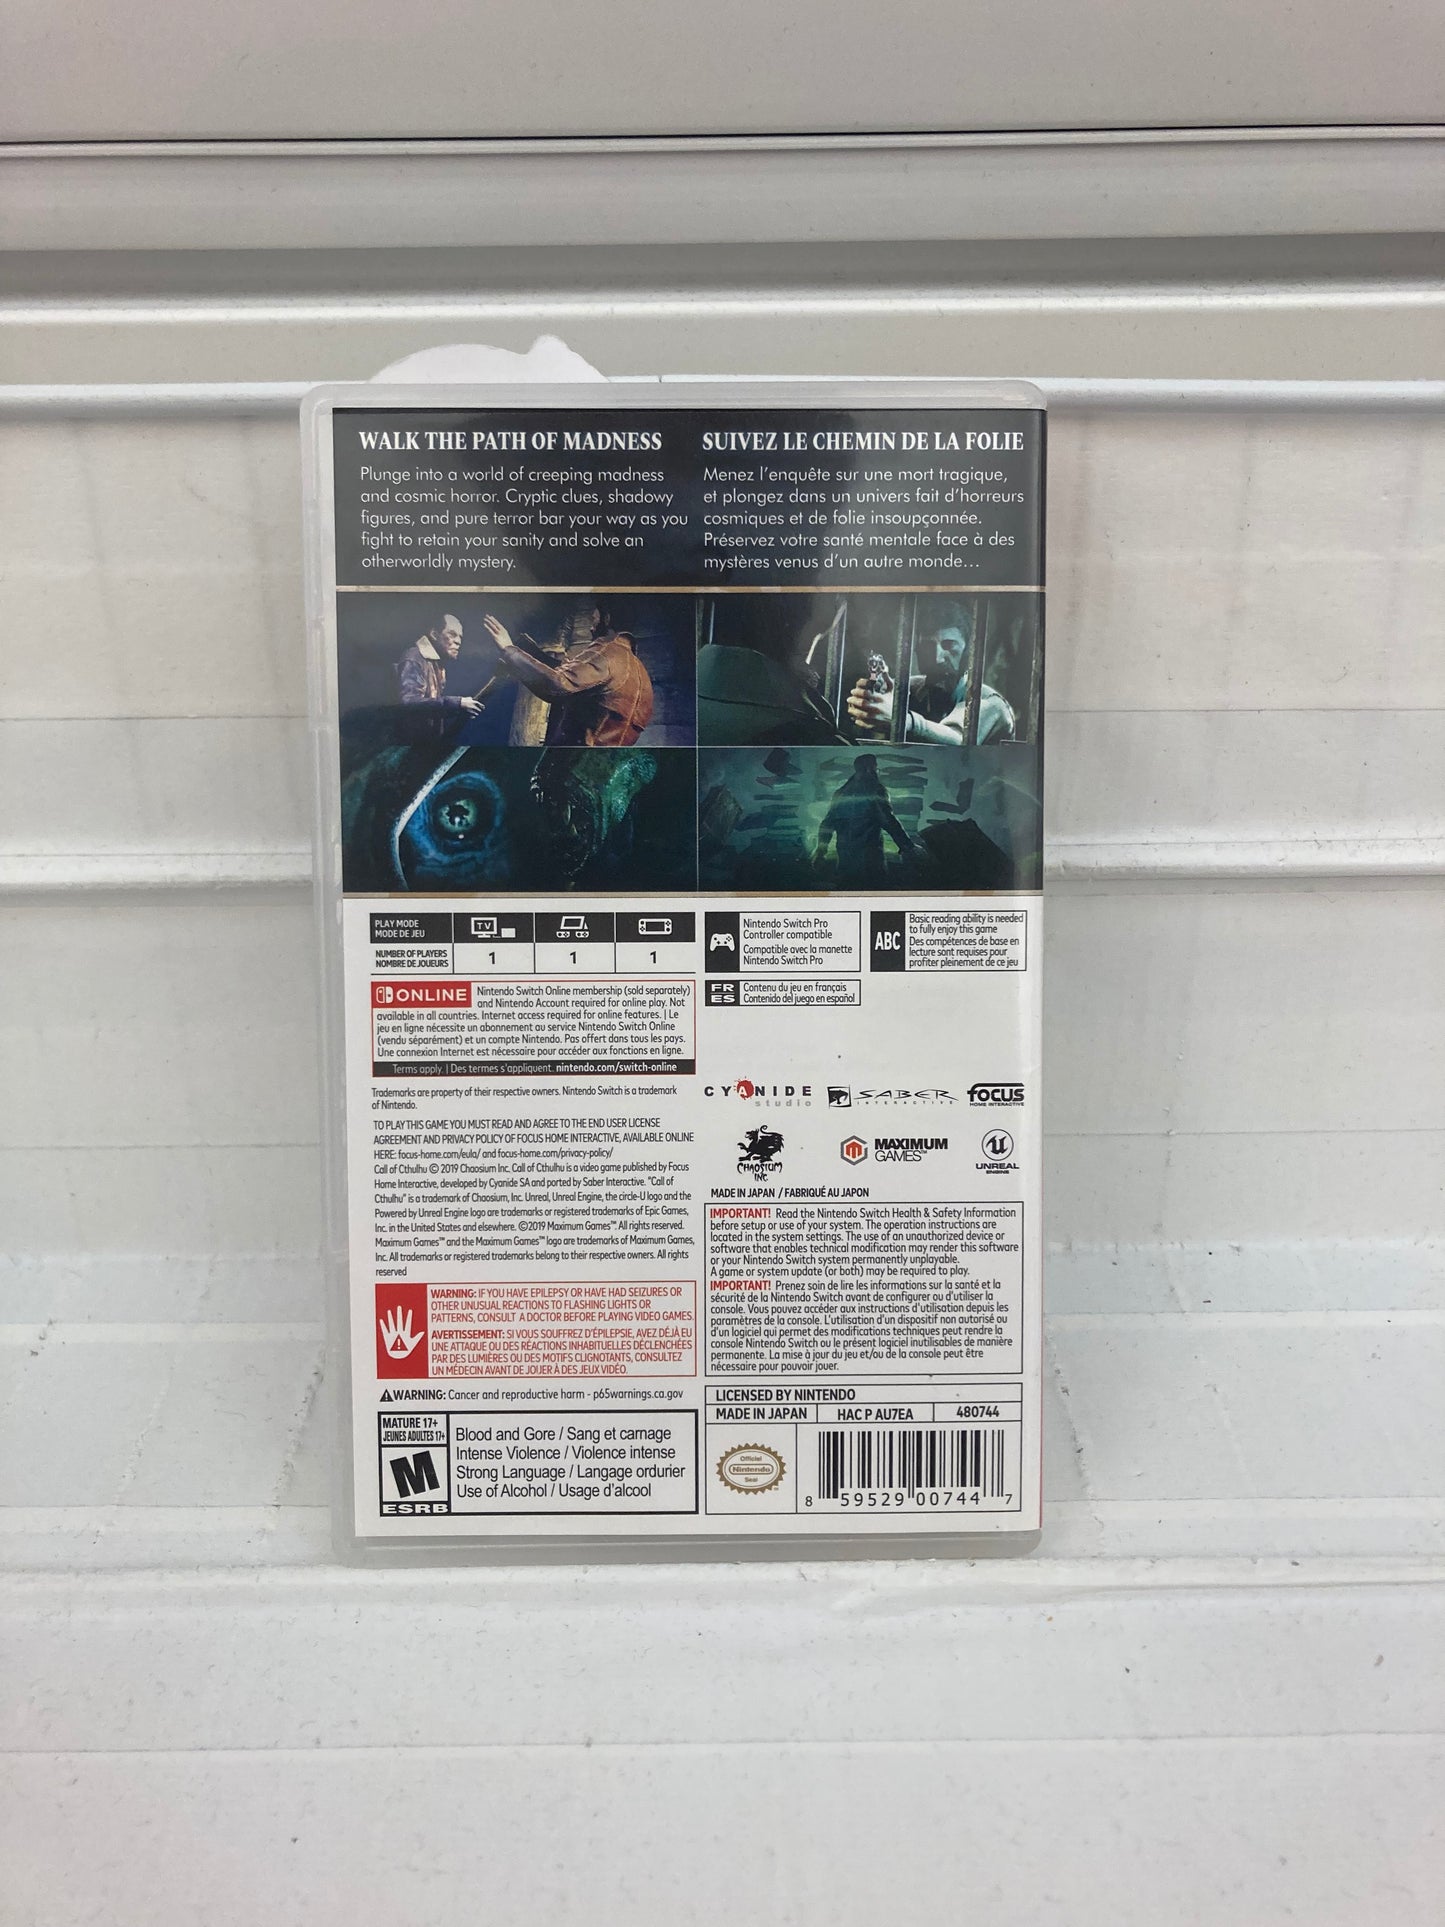 WALK THE PATH OF MADNESS
Plunge into a world of creeping madness
and cosmic horror. Cryptic clues, shadowy
figures, and pure terror bar your way as you
fight to retain your sanity and solve an
otherworldly mystery.
SUIVEZ LE CHEMIN DE LA FOLIE
Menez l'enquête sur une mort tragique,
et plongez dans un univers fait d'horreurs
cosmiques et de folie insoupçonnée.
Préservez votre santé mentale face à des
mystères venus d'un autre monde...
PLAY MODE
MODE DE JEU
TV
NUMBER OF PLAYERS
NOMBRE DE JOUEURS
1
1
1
Nintendo Switch Pro
Controller compatible
Compatible avec la manette
Nintendo Switch Pro
ABC
Basic reading ability is needed
to fully enjoy this game
Des compétences de base en
lecture sont requises pour
profiter pleinement de ce jeu
FR
ES
Contenu du jeu en français
Contenido del juego en español
ONLINE
Nintendo Switch Online membership (sold separately)
and Nintendo Account required for online play. Not
available in all countries. Internet access required for online features. | Le
jeu en ligne nécessite un abonnement au service Nintendo Switch Online
(vendu séparément) et un compte Nintendo. Pas offert dans tous les pays.
Une connexion Internet est nécessaire pour accéder aux fonctions en ligne.
Terms apply. | Des termes s'appliquent. nintendo.com/switch-online
Trademarks are property of their respective owners. Nintendo Switch is a trademark
of Nintendo.
TO PLAY THIS GAME YOU MUST READ AND AGREE TO THE END USER LICENSE
AGREEMENT AND PRIVACY POLICY OF FOCUS HOME INTERACTIVE, AVAILABLE ONLINE
HERE: focus-home.com/eula/ and focus-home.com/privacy-policy/
Call of Cthulhu © 2019 Chaosium Inc. Call of Cthulhu is a video game published by Focus
Home Interactive, developed by Cyanide SA and ported by Saber Interactive. "Call of
Cthulhu" is a trademark of Chaosium, Inc. Unreal, Unreal Engine, the circle-U logo and the
Powered by Unreal Engine logo are trademarks or registered trademarks of Epic Games,
Inc. in the United States and elsewhere. ©2019 Maximum Games™. All rights reserved.
Maximum Games™ and the Maximum Games™ logo are trademarks of Maximum Games,
Inc. All trademarks or registered trademarks belong to their respective owners. All rights
reserved
CYANIDE
studio
SABER
INTERACTIVE
FOCUS
HOME INTERACTIVE
CHAOSIUM
INC
MAXIMUM
GAMES™
UNREAL
ENGINE
MADE IN JAPAN / FABRIQUÉ AU JAPON
IMPORTANT! Read the Nintendo Switch Health & Safety Information
before setup or use of your system. The operation instructions are
located in the system settings. The use of an unauthorized device or
software that enables technical modification may render this software
or your Nintendo Switch system permanently unplayable.
A game or system update (or both) may be required to play.
IMPORTANT! Prenez soin de lire les informations sur la santé et la
sécurité de la Nintendo Switch avant de configurer ou d'utiliser la
console. Vous pouvez accéder aux instructions d'utilisation depuis les
paramètres de la console. L'utilisation d'un dispositif non autorisé ou
d'un logiciel qui permet des modifications techniques peut rendre la
console Nintendo Switch ou le présent logiciel inutilisables de manière
permanente. La mise à jour du jeu et/ou de la console peut être
nécessaire pour pouvoir jouer.
WARNING: IF YOU HAVE EPILEPSY OR HAVE HAD SEIZURES OR
OTHER UNUSUAL REACTIONS TO FLASHING LIGHTS OR
PATTERNS, CONSULT A DOCTOR BEFORE PLAYING VIDEO GAMES.
AVERTISSEMENT: SI VOUS SOUFFREZ D'ÉPILEPSIE, AVEZ DÉJÀ EU
UNE ATTAQUE OU DES RÉACTIONS INHABITUELLES DÉCLENCHÉES
PAR DES LUMIÈRES OU DES MOTIFS CLIGNOTANTS, CONSULTEZ
UN MÉDECIN AVANT DE JOUER À DES JEUX VIDÉO.
WARNING: Cancer and reproductive harm - p65warnings.ca.gov
MATURE 17+
JEUNES ADULTES 17+
M
ESRB
Blood and Gore / Sang et carnage
Intense Violence / Violence intense
Strong Language / Langage ordurier
Use of Alcohol / Usage d'alcool
LICENSED BY NINTENDO
MADE IN JAPAN
HAC P AU7EA
480744
Official
Nintendo
Seal
8 59529 00744 7